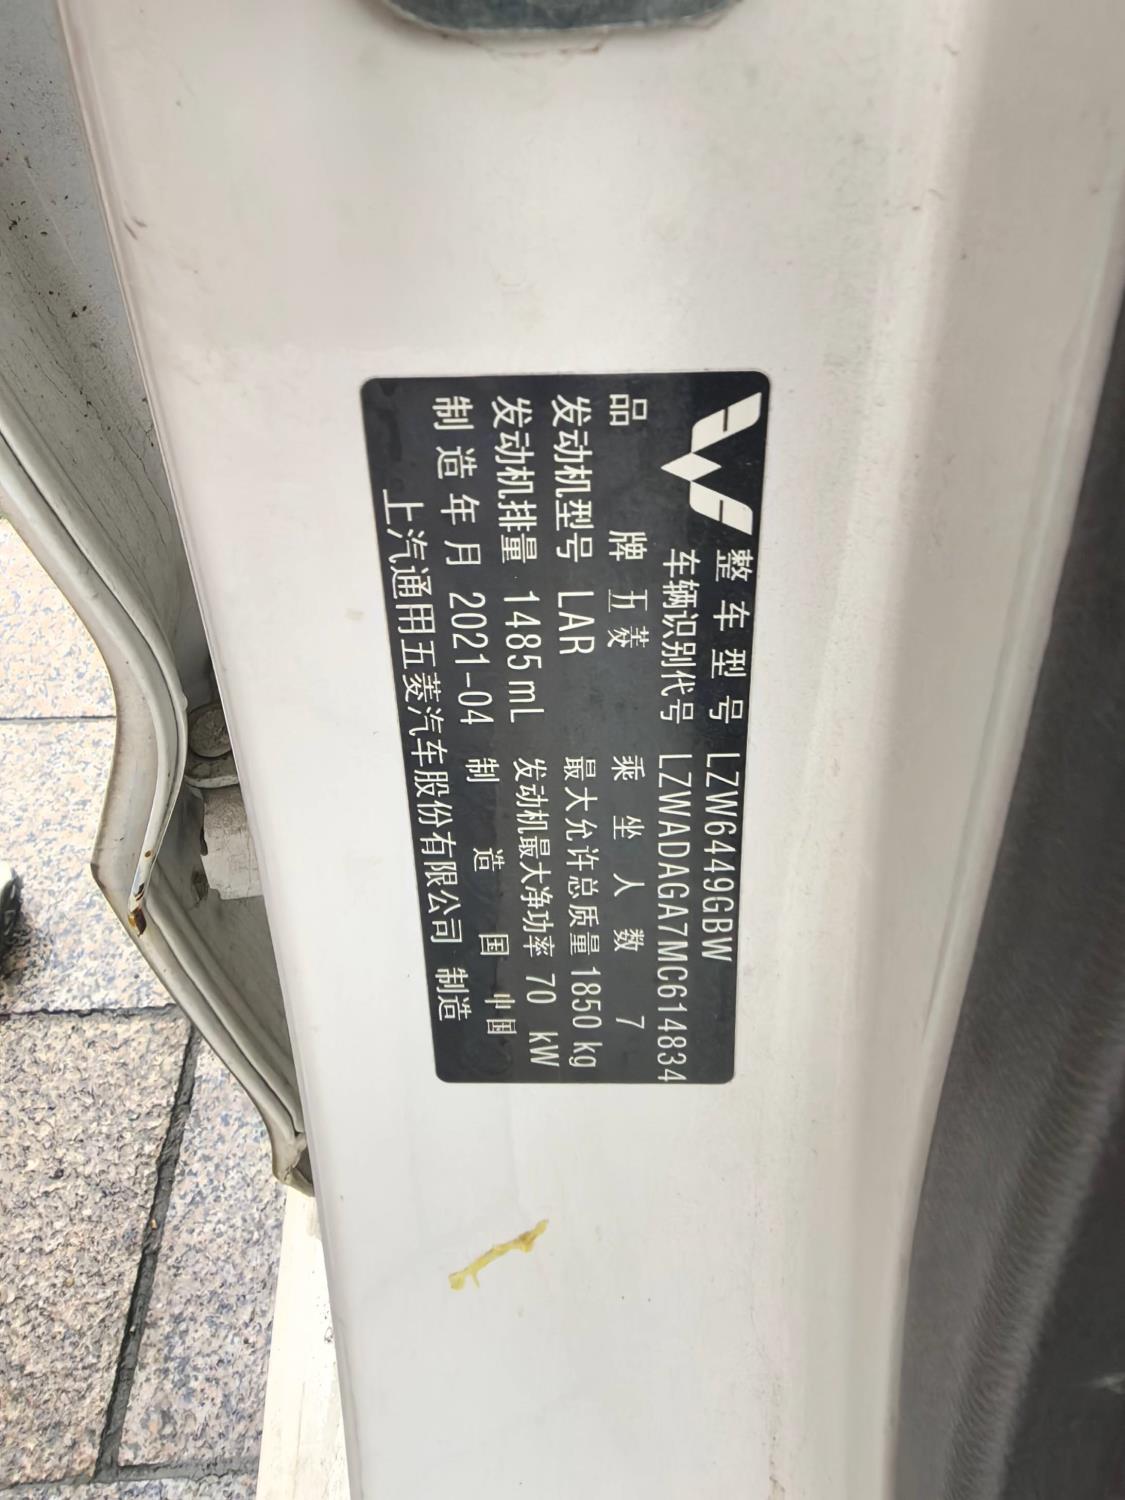 整车型号 LZW6449GBW
车辆识别代号 LZWADAGA7MC614834
品牌 五菱 乘坐人数 7
发动机型号 LAR 最大允许总质量 1850 kg
发动机排量 1485 mL 发动机最大净功率 70 kW
制造年月 2021-04 制造国 中国
上汽通用五菱汽车股份有限公司 制造